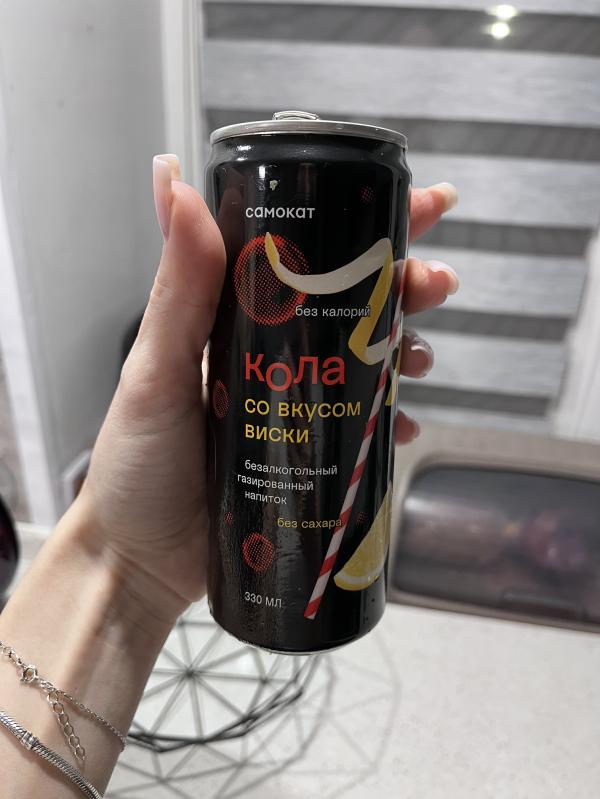 самокат
без калорий
кола
со вкусом
виски
безалкогольный
газированный
напиток
без сахара
330 МЛ